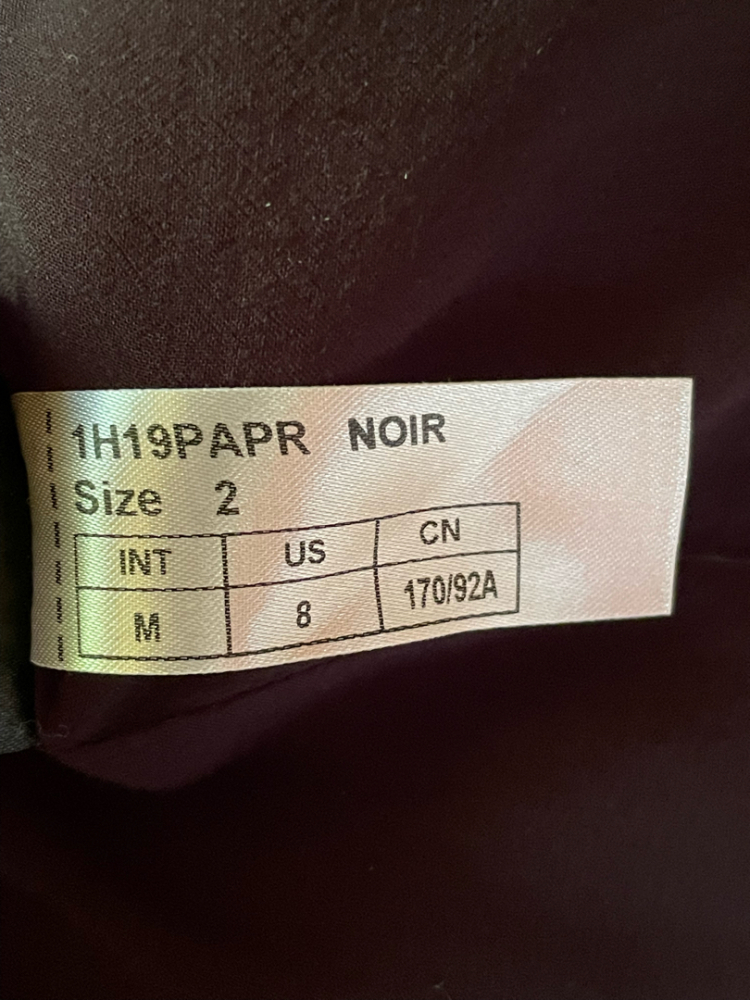 1H19PAPR NOIR
Size 2
INT US CN
M 8 170/92A